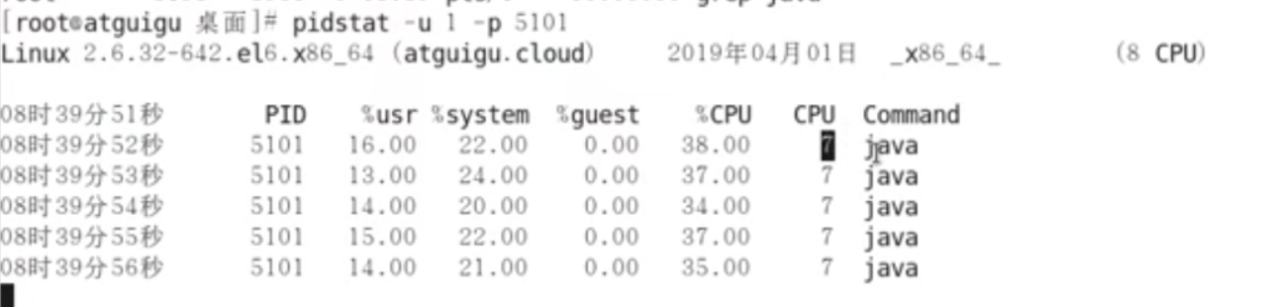 [root@atguigu 桌面]# pidstat -u 1 -p 5101
Linux 2.6.32-642.el6.x86_64 (atguigu.cloud) 2019年04月01日 _x86_64_ (8 CPU)
08时39分51秒 PID %usr %system %guest %CPU CPU Command
08时39分52秒 5101 16.00 22.00 0.00 38.00 7 java
08时39分53秒 5101 13.00 24.00 0.00 37.00 7 java
08时39分54秒 5101 14.00 20.00 0.00 34.00 7 java
08时39分55秒 5101 15.00 22.00 0.00 37.00 7 java
08时39分56秒 5101 14.00 21.00 0.00 35.00 7 java